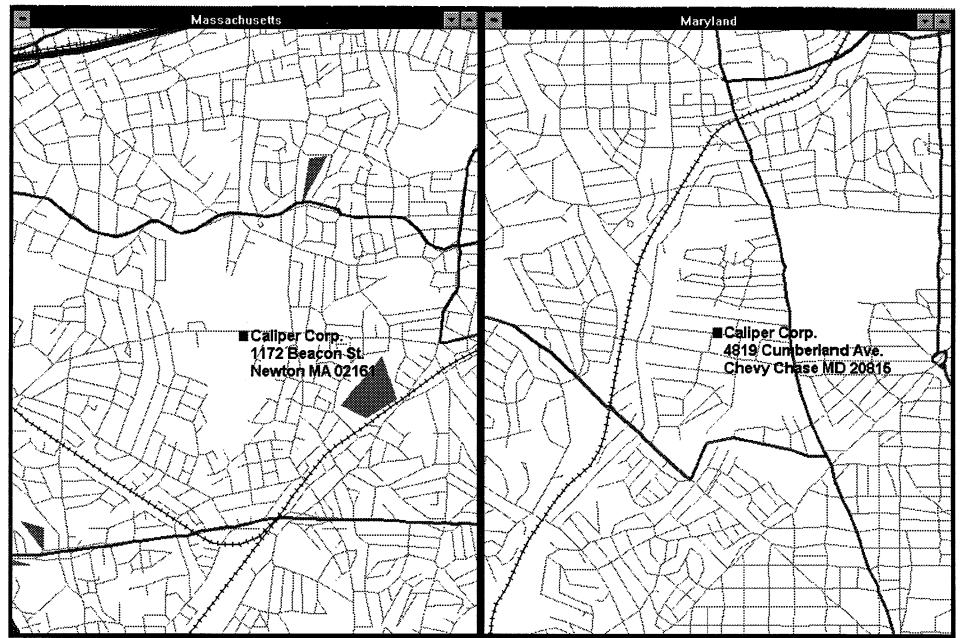 Massachusetts
Caliper Corp.
1172 Beacon St.
Newton MA 02161
Maryland
Caliper Corp.
4819 Cumberland Ave.
Chevy Chase MD 20815